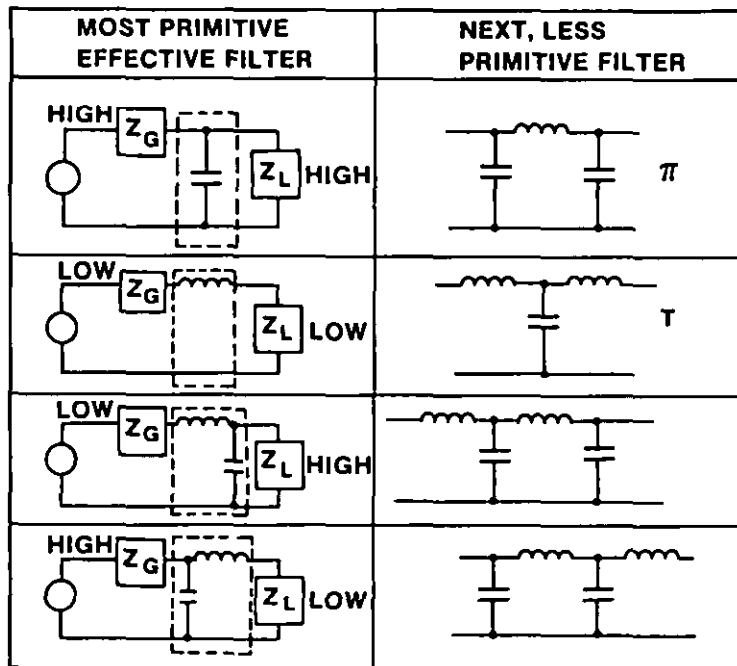 MOST PRIMITIVE
EFFECTIVE FILTER
NEXT, LESS
PRIMITIVE FILTER
HIGH
Z_G
Z_L HIGH
π
LOW
Z_G
Z_L LOW
T
LOW
Z_G
Z_L HIGH
HIGH
Z_G
Z_L LOW